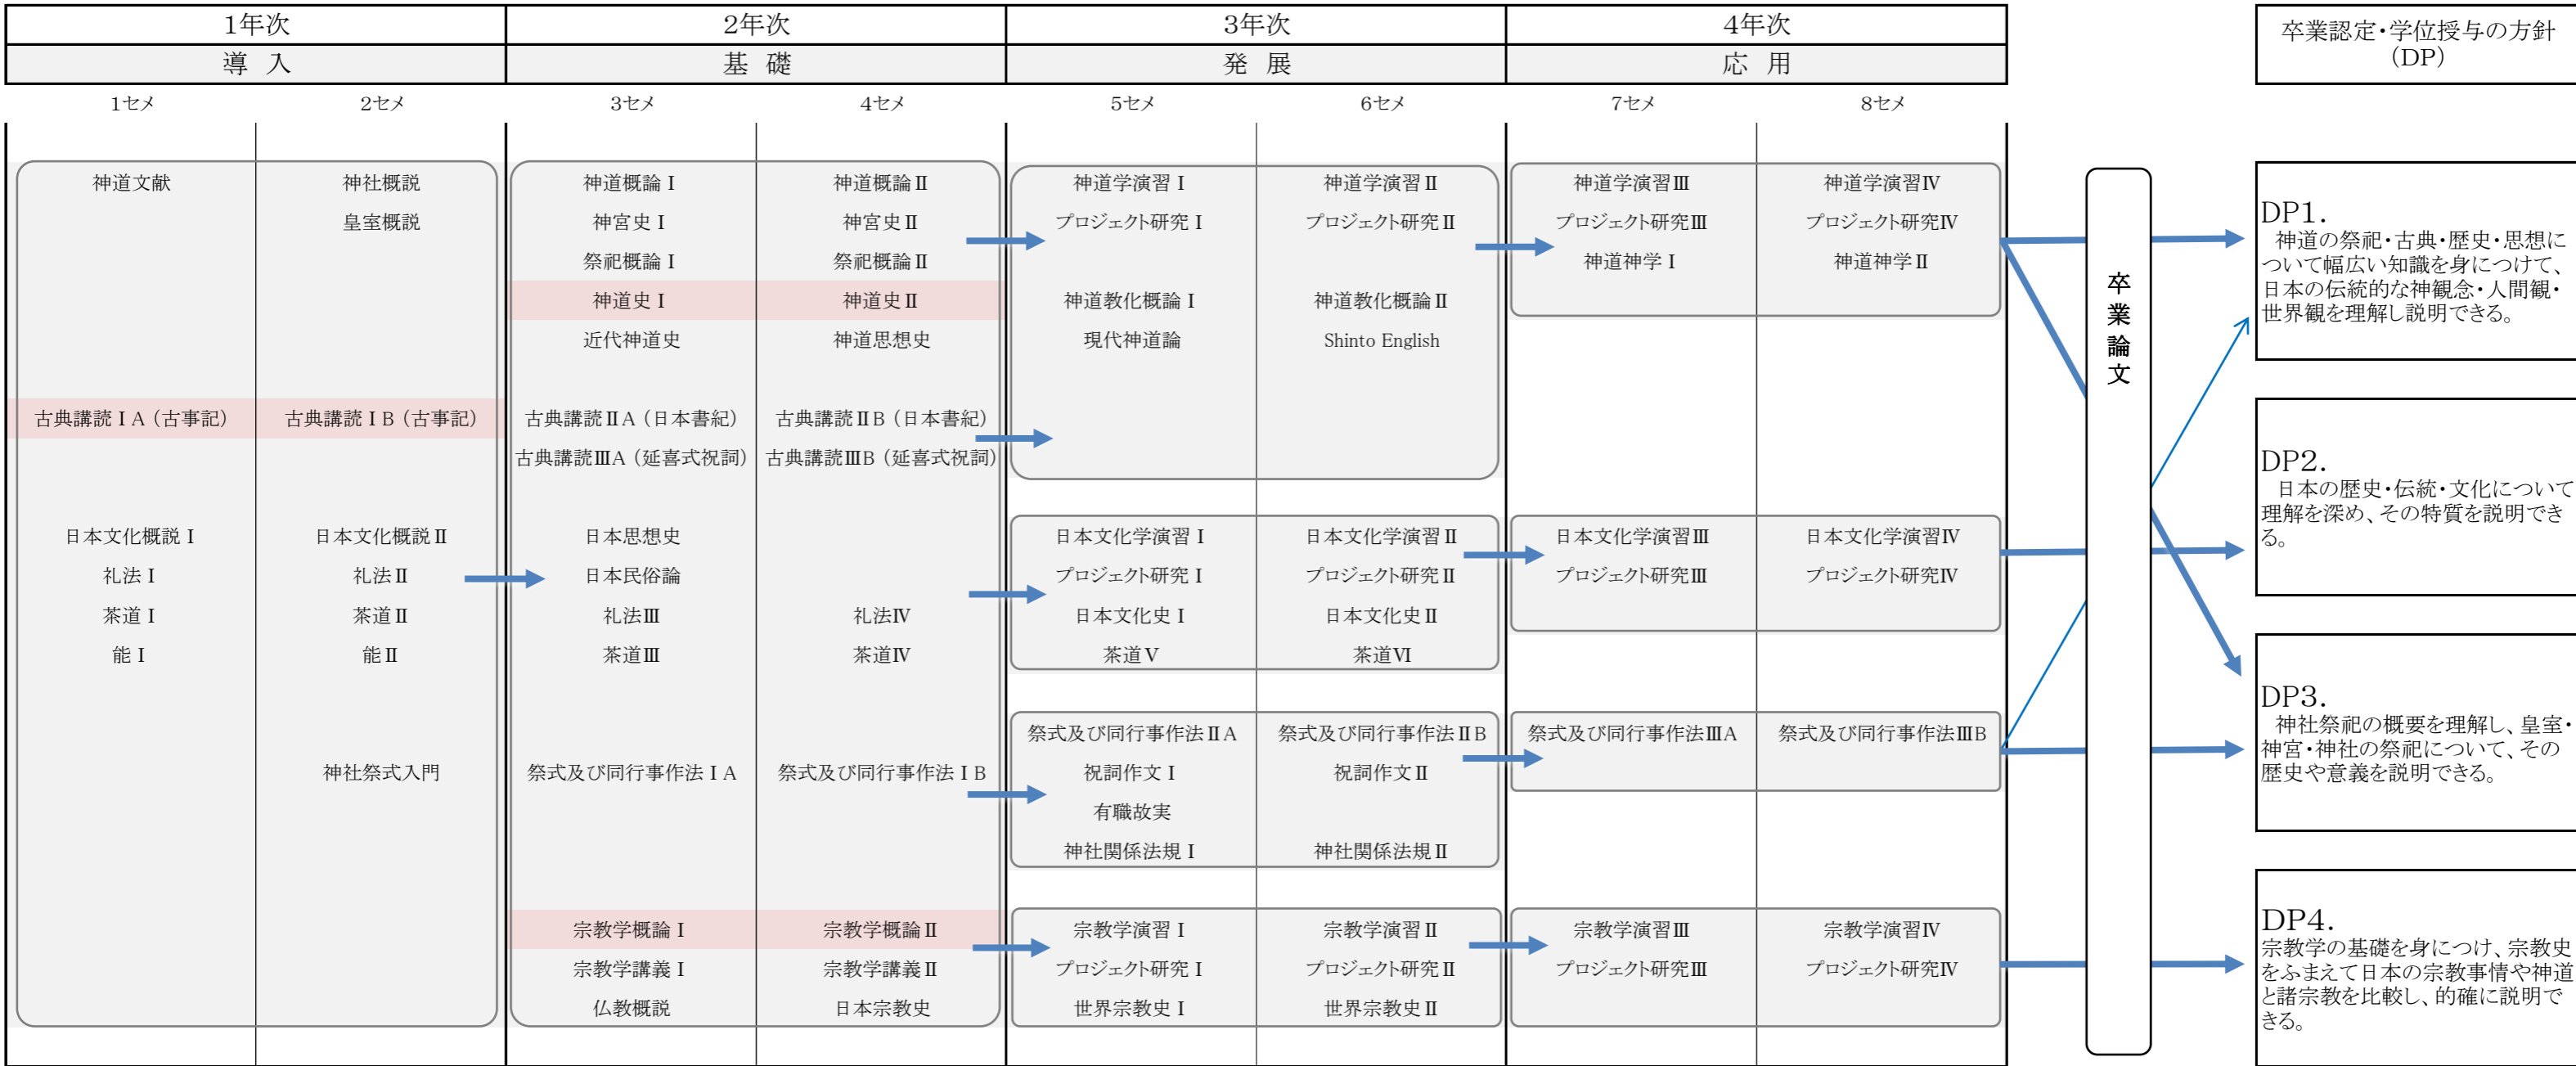 1年次 2年次 3年次 4年次
導 入 基 礎 発 展 応 用
卒業認定・学位授与の方針
(DP)
1セメ 2セメ 3セメ 4セメ 5セメ 6セメ 7セメ 8セメ
神道文献 神社概説 神道概論Ⅰ 神道概論Ⅱ 神道学演習Ⅰ 神道学演習Ⅱ 神道学演習Ⅲ 神道学演習Ⅳ
皇室概説 神宮史Ⅰ 神宮史Ⅱ プロジェクト研究Ⅰ プロジェクト研究Ⅱ プロジェクト研究Ⅲ プロジェクト研究Ⅳ
祭祀概論Ⅰ 祭祀概論Ⅱ 神道神学Ⅰ 神道神学Ⅱ
神道史Ⅰ 神道史Ⅱ 神道教化概論Ⅰ 神道教化概論Ⅱ
近代神道史 神道思想史 現代神道論 Shinto English
古典講読ⅠA(古事記) 古典講読ⅠB(古事記) 古典講読ⅡA(日本書紀) 古典講読ⅡB(日本書紀)
古典講読ⅢA(延喜式祝詞) 古典講読ⅢB(延喜式祝詞)
日本文化概説Ⅰ 日本文化概説Ⅱ 日本思想史 日本文化学演習Ⅰ 日本文化学演習Ⅱ 日本文化学演習Ⅲ 日本文化学演習Ⅳ
礼法Ⅰ 礼法Ⅱ 日本民俗論 プロジェクト研究Ⅰ プロジェクト研究Ⅱ プロジェクト研究Ⅲ プロジェクト研究Ⅳ
茶道Ⅰ 茶道Ⅱ 礼法Ⅲ 礼法Ⅳ 日本文化史Ⅰ 日本文化史Ⅱ
能Ⅰ 能Ⅱ 茶道Ⅲ 茶道Ⅳ 茶道Ⅴ 茶道Ⅵ
祭式及び同行事作法ⅡA 祭式及び同行事作法ⅡB 祭式及び同行事作法ⅢA 祭式及び同行事作法ⅢB
神社祭式入門 祭式及び同行事作法ⅠA 祭式及び同行事作法ⅠB 祝詞作文Ⅰ 祝詞作文Ⅱ
有職故実
神社関係法規Ⅰ 神社関係法規Ⅱ
宗教学概論Ⅰ 宗教学概論Ⅱ 宗教学演習Ⅰ 宗教学演習Ⅱ 宗教学演習Ⅲ 宗教学演習Ⅳ
宗教学講義Ⅰ 宗教学講義Ⅱ プロジェクト研究Ⅰ プロジェクト研究Ⅱ プロジェクト研究Ⅲ プロジェクト研究Ⅳ
仏教概説 日本宗教史 世界宗教史Ⅰ 世界宗教史Ⅱ
卒業論文
DP1.
神道の祭祀・古典・歴史・思想に
ついて幅広い知識を身につけて、
日本の伝統的な神観念・人間観・
世界観を理解し説明できる。
DP2.
日本の歴史・伝統・文化について
理解を深め、その特質を説明でき
る。
DP3.
神社祭祀の概要を理解し、皇室・
神宮・神社の祭祀について、その
歴史や意義を説明できる。
DP4.
宗教学の基礎を身につけ、宗教史
をふまえて日本の宗教事情や神道
と諸宗教を比較し、的確に説明で
きる。